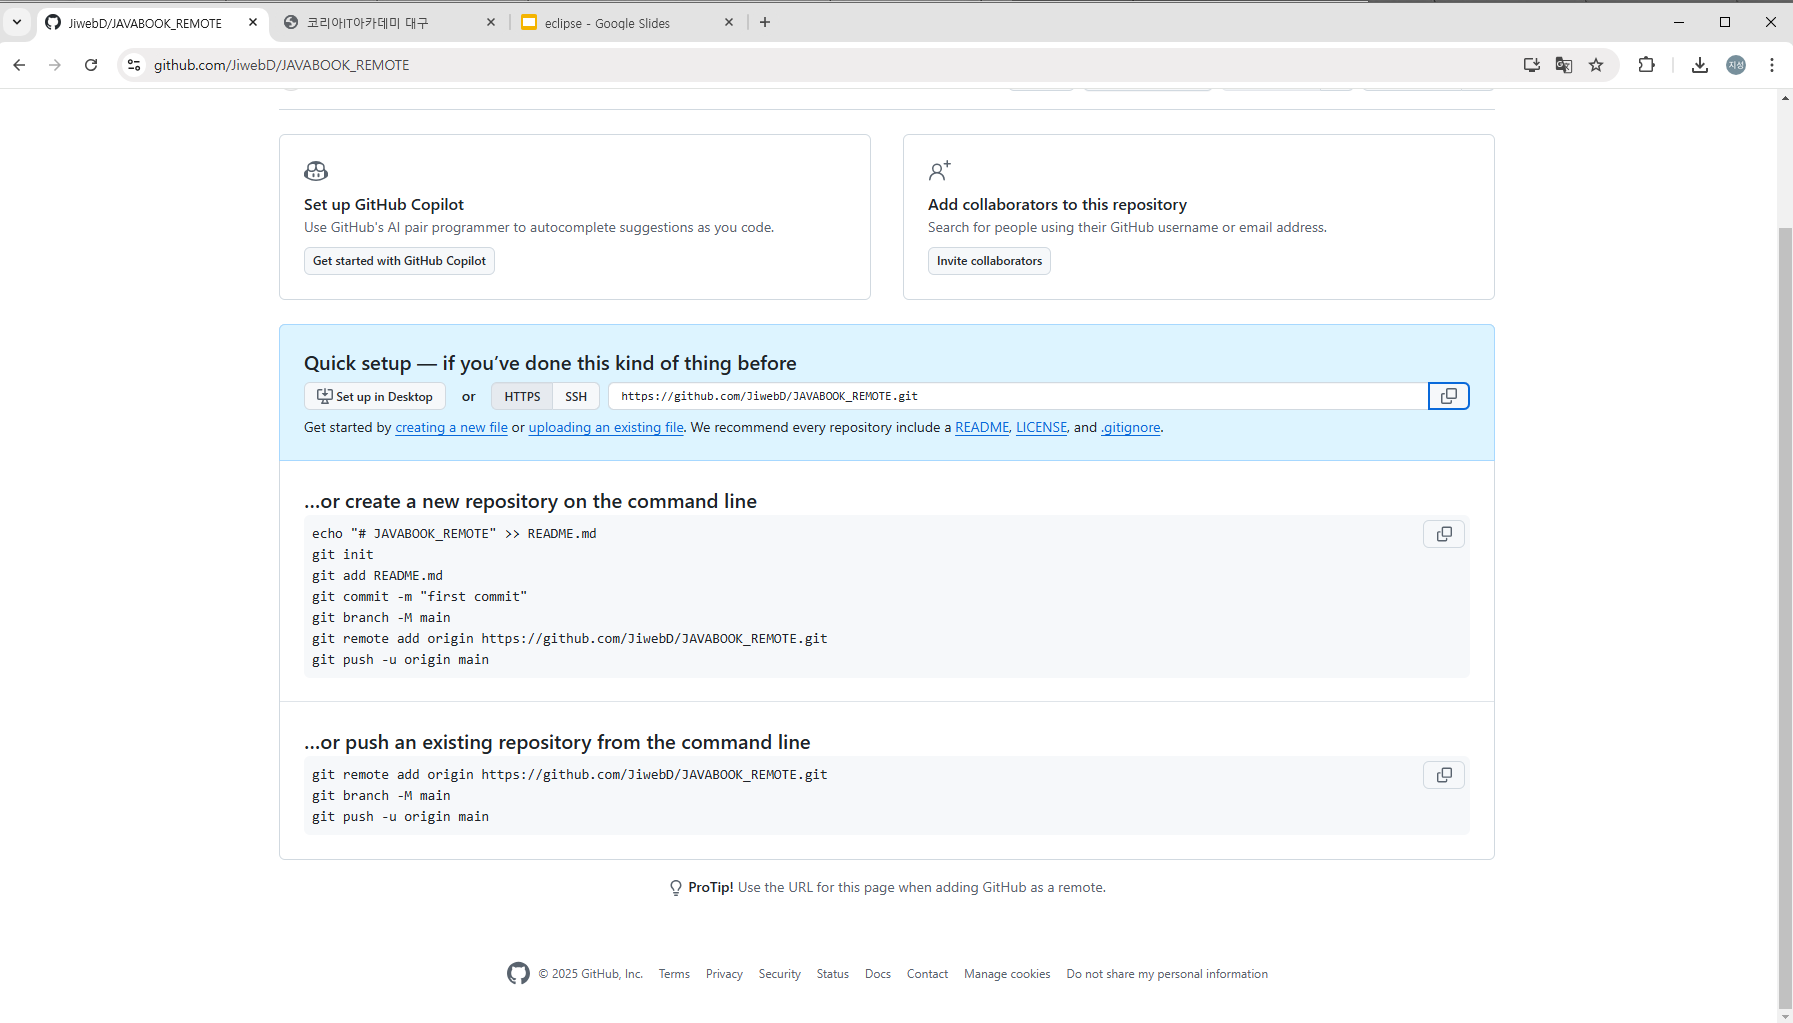 JiwebD/JAVABOOK_REMOTE
코리아IT아카데미 대구
eclipse - Google Slides
github.com/JiwebD/JAVABOOK_REMOTE
지성
Set up GitHub Copilot
Use GitHub's AI pair programmer to autocomplete suggestions as you code.
Get started with GitHub Copilot
Add collaborators to this repository
Search for people using their GitHub username or email address.
Invite collaborators
Quick setup — if you’ve done this kind of thing before
Set up in Desktop or HTTPS SSH https://github.com/JiwebD/JAVABOOK_REMOTE.git
Get started by creating a new file or uploading an existing file. We recommend every repository include a README, LICENSE, and .gitignore.
…or create a new repository on the command line
echo "# JAVABOOK_REMOTE" >> README.md
git init
git add README.md
git commit -m "first commit"
git branch -M main
git remote add origin https://github.com/JiwebD/JAVABOOK_REMOTE.git
git push -u origin main
…or push an existing repository from the command line
git remote add origin https://github.com/JiwebD/JAVABOOK_REMOTE.git
git branch -M main
git push -u origin main
ProTip! Use the URL for this page when adding GitHub as a remote.
© 2025 GitHub, Inc. Terms Privacy Security Status Docs Contact Manage cookies Do not share my personal information